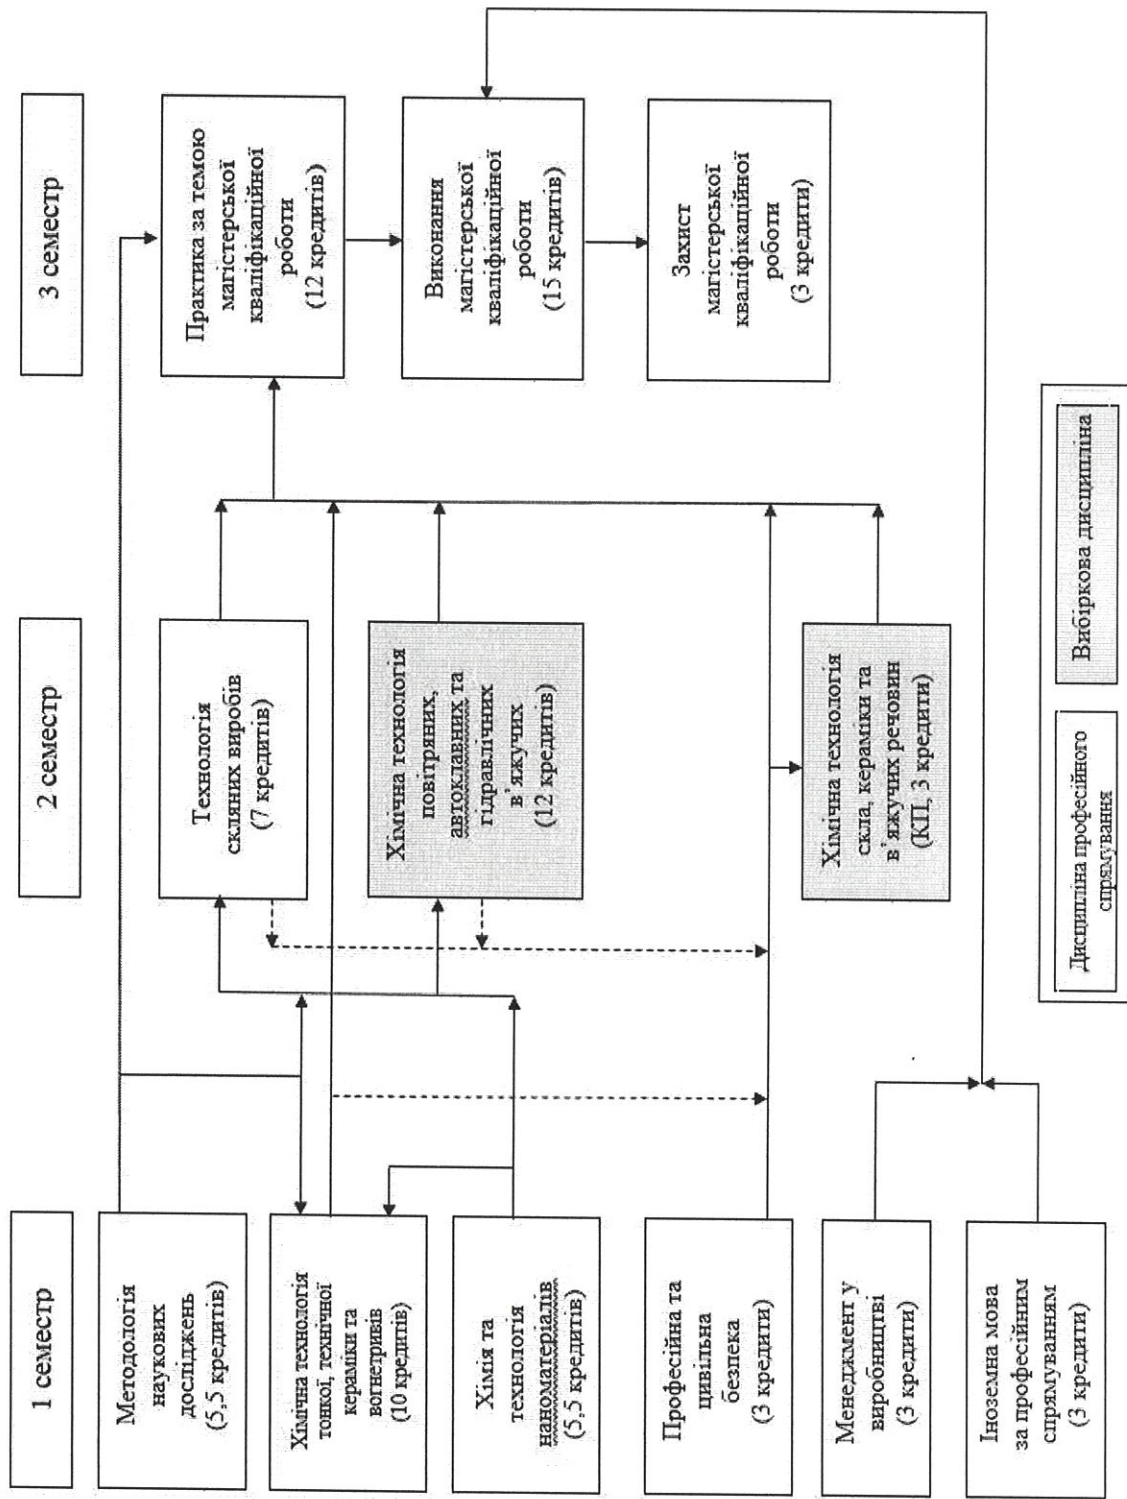 1 семестр
2 семестр
3 семестр
Методологія
наукових
досліджень
(5,5 кредитів)
Хімічна технологія
тонкої, технічної
кераміки та
вогнетривів
(10 кредитів)
Хімія та
технологія
наноматеріалів
(5,5 кредитів)
Професійна та
цивільна
безпека
(3 кредити)
Менеджмент у
виробництві
(3 кредити)
Іноземна мова
за професійним
спрямуванням
(3 кредити)
Технологія
скляних виробів
(7 кредитів)
Хімічна технологія
повітряних,
автоклавних та
гідравлічних
в’яжучих
(12 кредитів)
Хімічна технологія
скла, кераміки та
в’яжучих речовин
(КП, 3 кредити)
Практика за темою
магістерської
кваліфікаційної
роботи
(12 кредитів)
Виконання
магістерської
кваліфікаційної
роботи
(15 кредитів)
Захист
магістерської
кваліфікаційної
роботи
(3 кредити)
Дисципліна професійного
спрямування
Вибіркова дисципліна